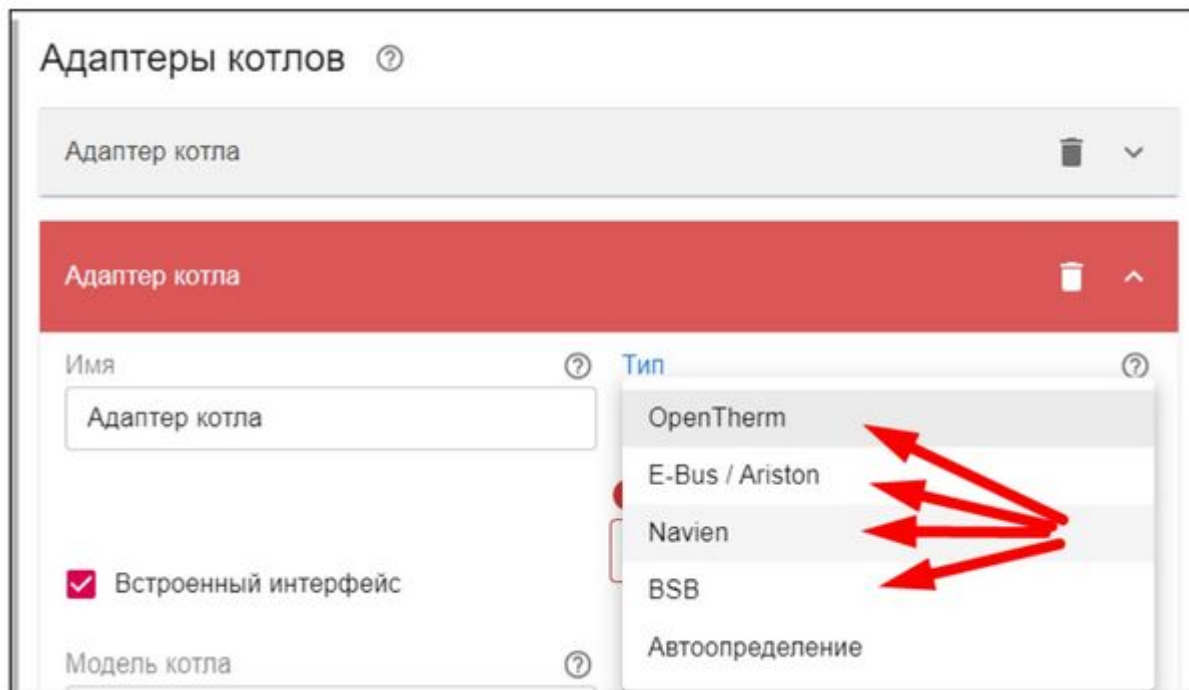 Адаптеры котлов
Адаптер котла
Адаптер котла
Имя
Тип
Адаптер котла
OpenTherm
E-Bus / Ariston
Navien
BSB
Автоопределение
Встроенный интерфейс
Модель котла